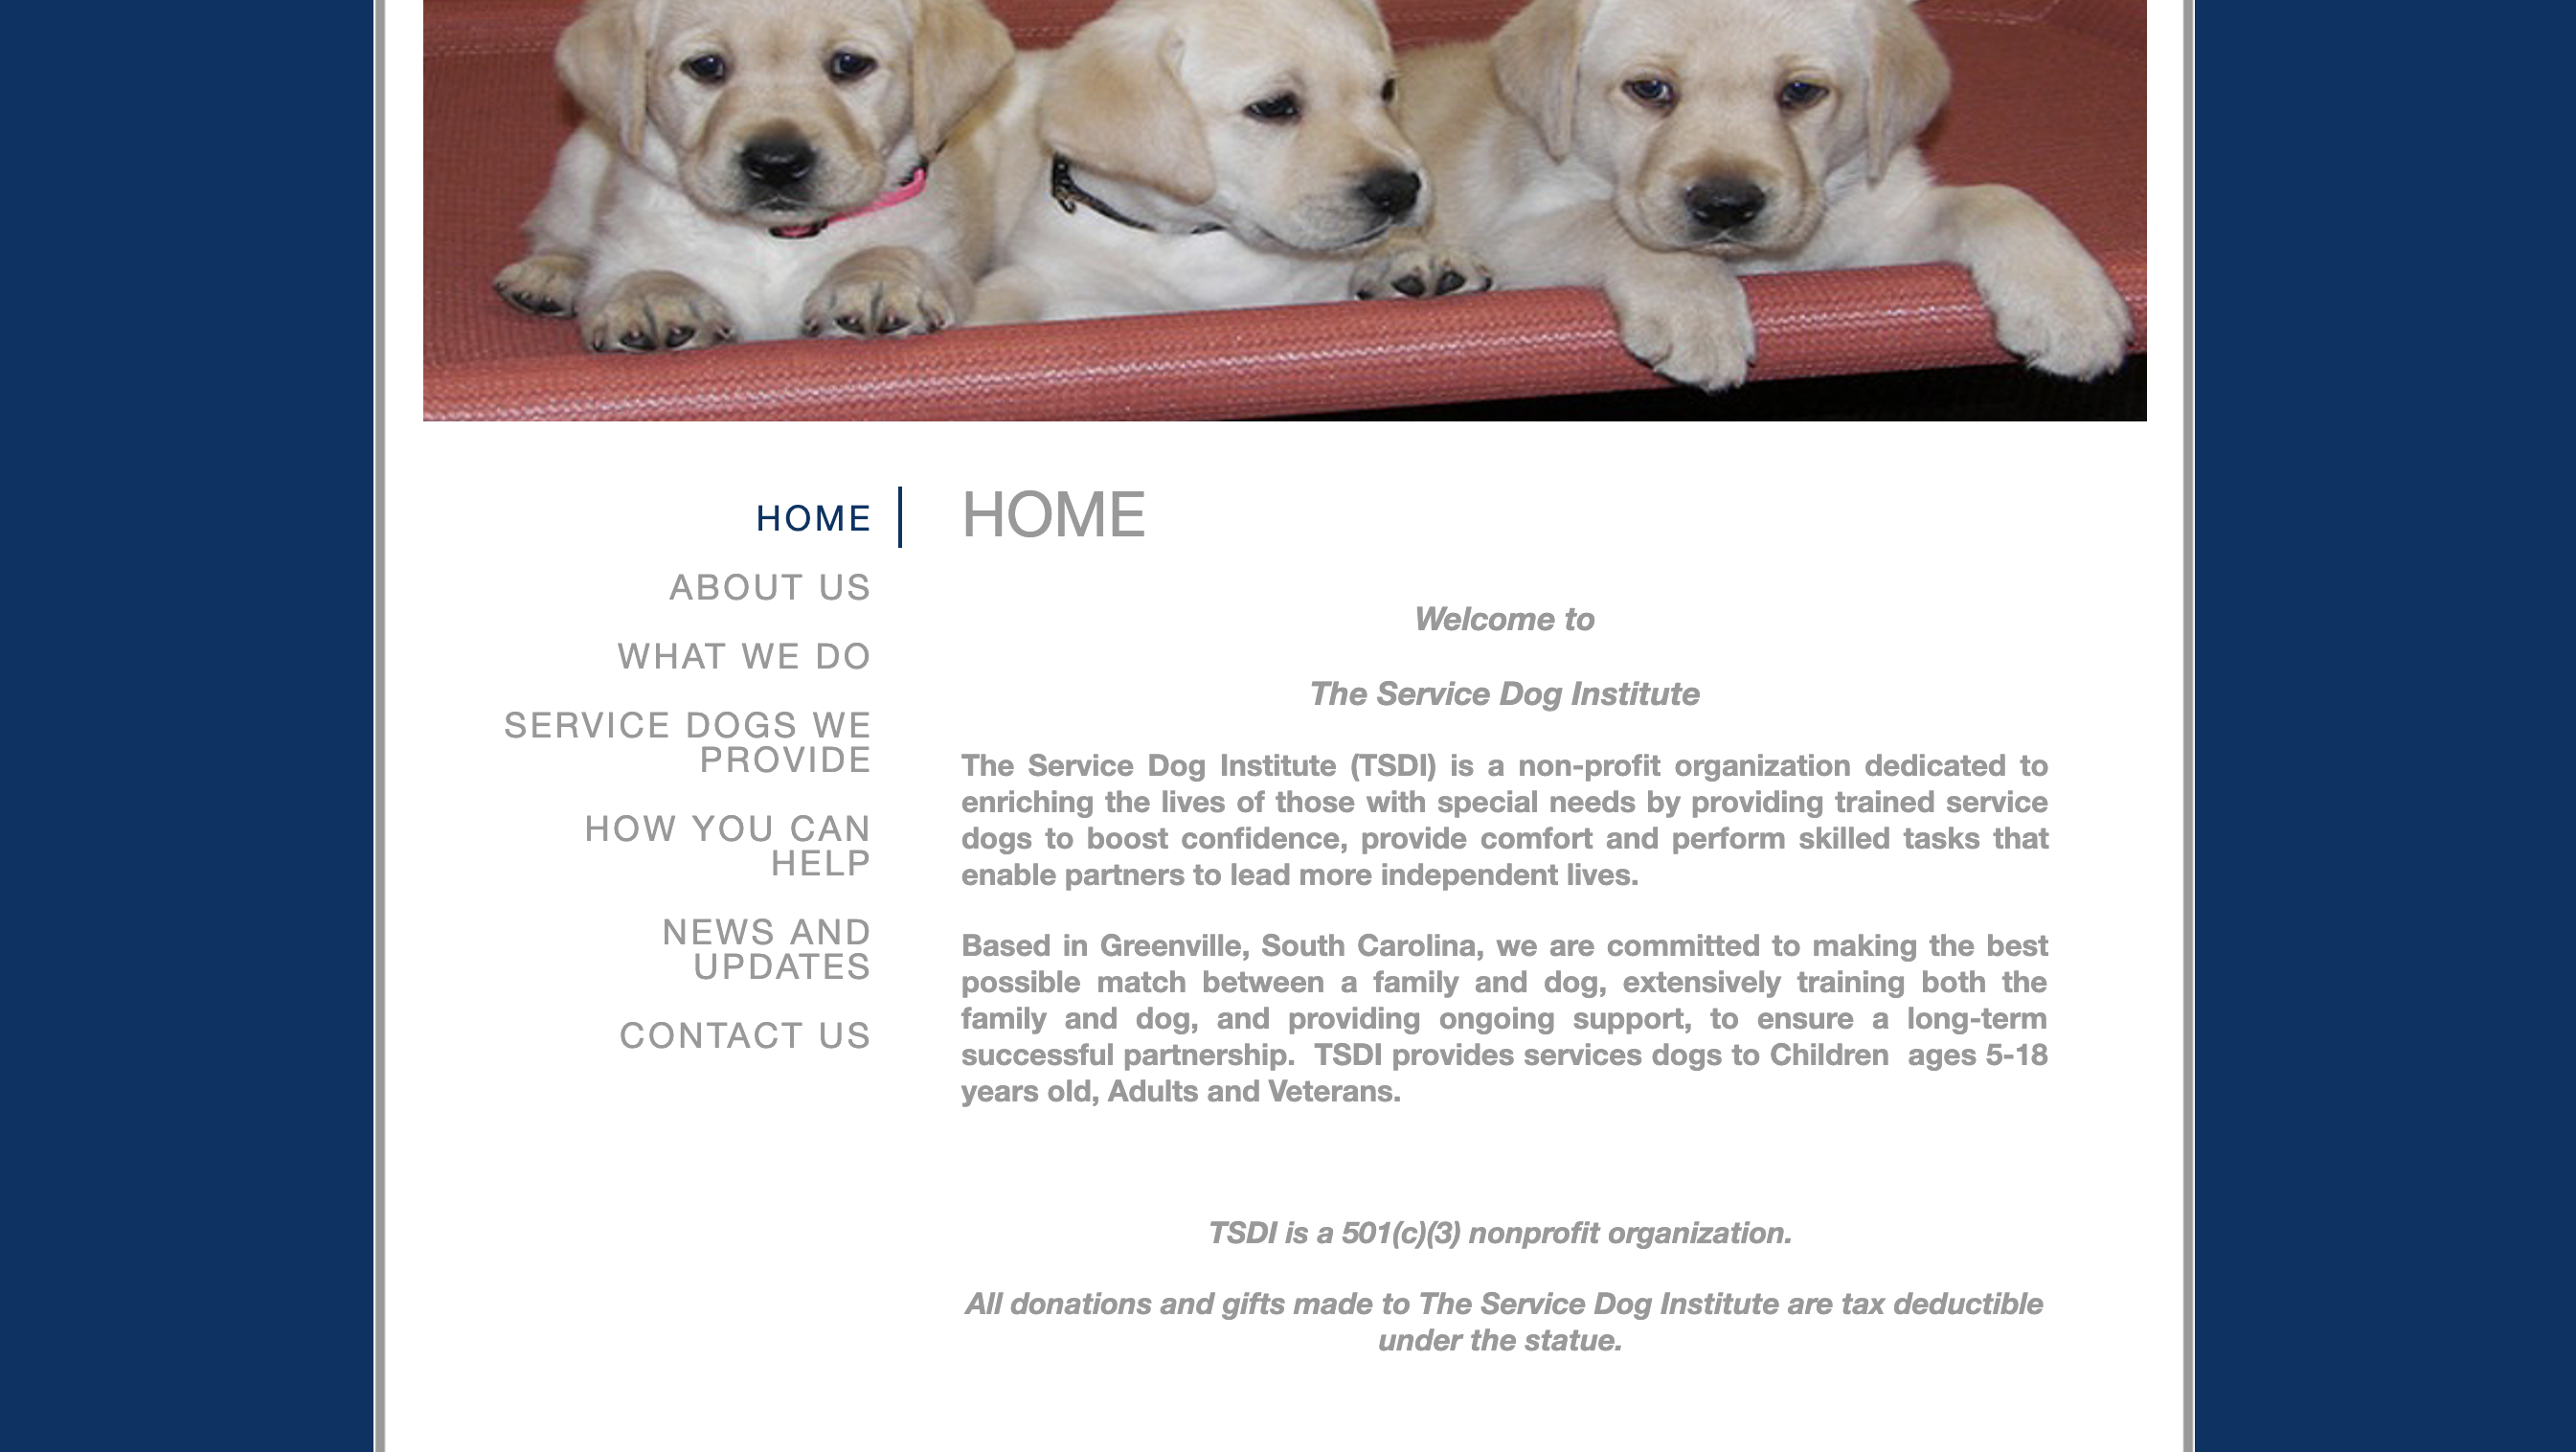 HOME
ABOUT US
WHAT WE DO
SERVICE DOGS WE
PROVIDE
HOW YOU CAN
HELP
NEWS AND
UPDATES
CONTACT US
HOME
Welcome to
The Service Dog Institute
The Service Dog Institute (TSDI) is a non-profit organization dedicated to
enriching the lives of those with special needs by providing trained service
dogs to boost confidence, provide comfort and perform skilled tasks that
enable partners to lead more independent lives.
Based in Greenville, South Carolina, we are committed to making the best
possible match between a family and dog, extensively training both the
family and dog, and providing ongoing support, to ensure a long-term
successful partnership.  TSDI provides services dogs to Children  ages 5-18
years old, Adults and Veterans.
TSDI is a 501(c)(3) nonprofit organization.
All donations and gifts made to The Service Dog Institute are tax deductible
under the statue.